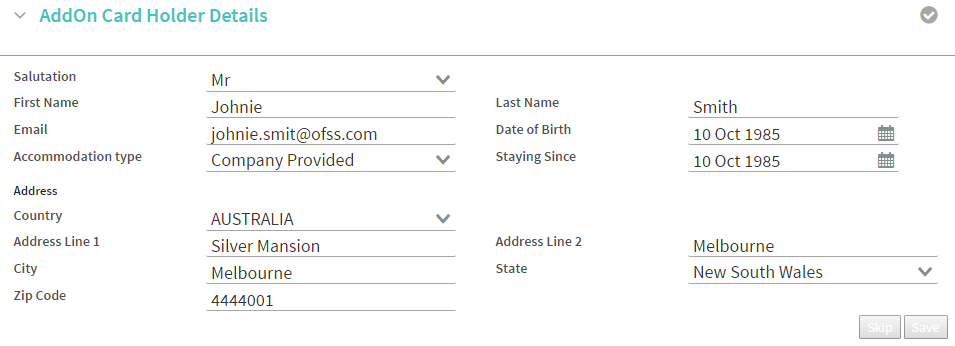 AddOn Card Holder Details
Salutation Mr
First Name Johnie Last Name Smith
Email johnie.smit@ofss.com Date of Birth 10 Oct 1985
Accommodation type Company Provided Staying Since 10 Oct 1985
Address
Country AUSTRALIA
Address Line 1 Silver Mansion Address Line 2 Melbourne
City Melbourne State New South Wales
Zip Code 4444001
Skip Save